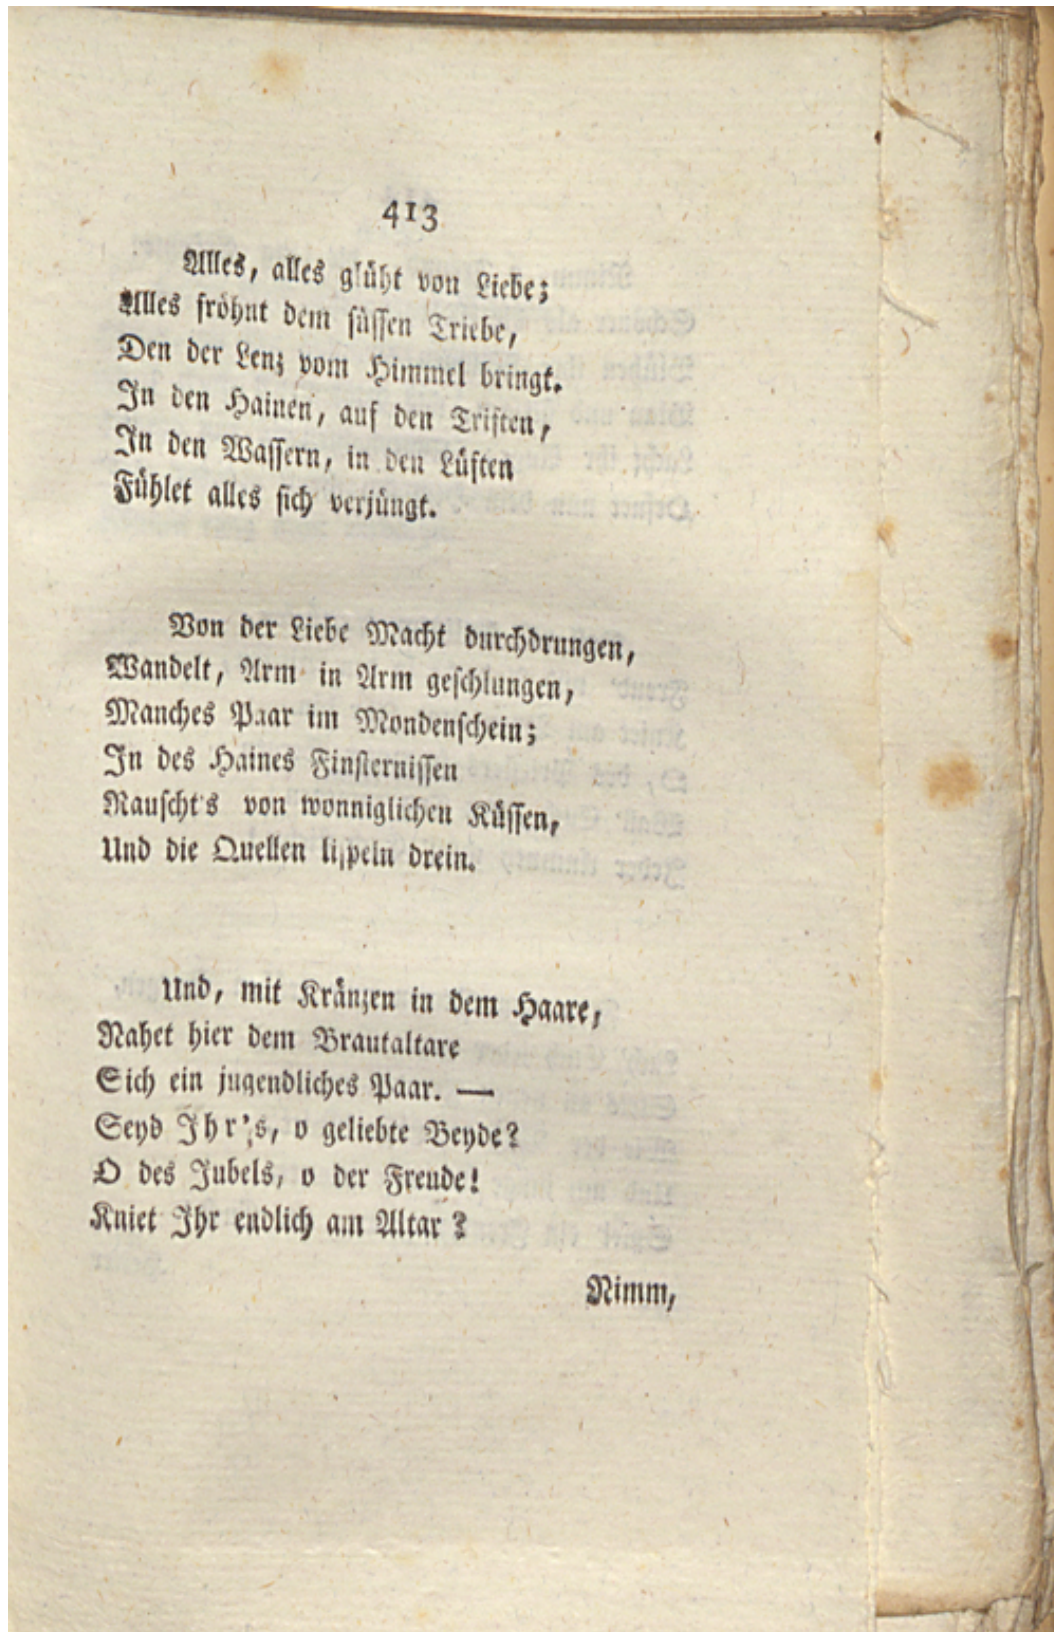 413
Alles, alles glüht von Liebe;
Alles fröhnt dem süssen Triebe,
Den der Lenz vom Himmel bringt.
In den Hainen, auf den Triften,
In den Wassern, in den Lüften
Fühlet alles sich verjüngt.
Von der Liebe Macht durchdrungen,
Wandelt, Arm in Arm geschlungen,
Manches Paar im Mondenschein;
In des Haines Finsternissen
Rauscht's von wonniglichen Küssen,
Und die Quellen lispeln drein.
Und, mit Kränzen in dem Haare,
Nahet hier dem Brautaltare
Sich ein jugendliches Paar. —
Seyd Ihr's, o geliebte Beyde?
O des Jubels, o der Freude!
Kniet Ihr endlich am Altar?
Nimm,